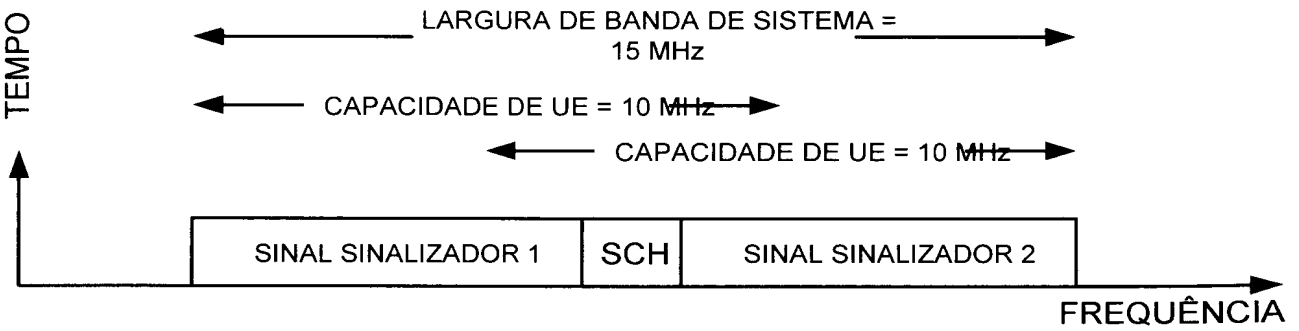 TEMPO
LARGURA DE BANDA DE SISTEMA =
15 MHz
CAPACIDADE DE UE = 10 MHz
CAPACIDADE DE UE = 10 MHz
SINAL SINALIZADOR 1
SCH
SINAL SINALIZADOR 2
FREQUÊNCIA